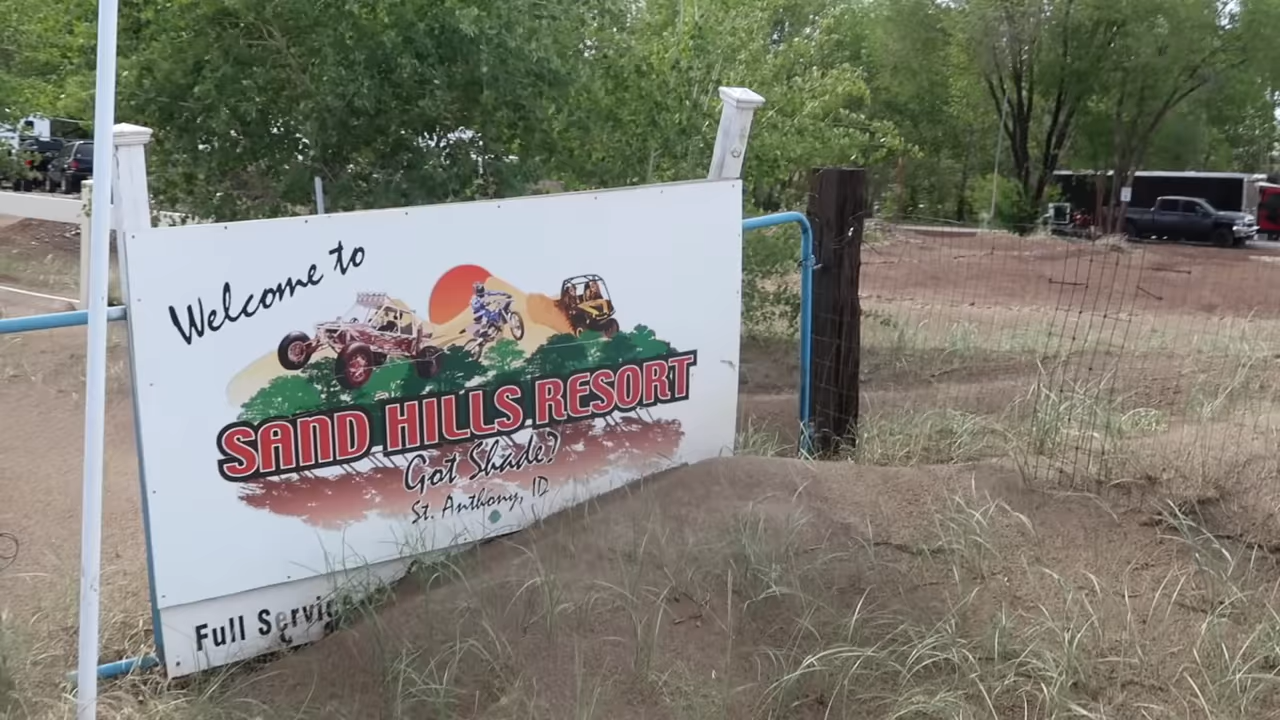 Welcome to
SAND HILLS RESORT
Got Shade?
St. Anthony, ID
Full Servic